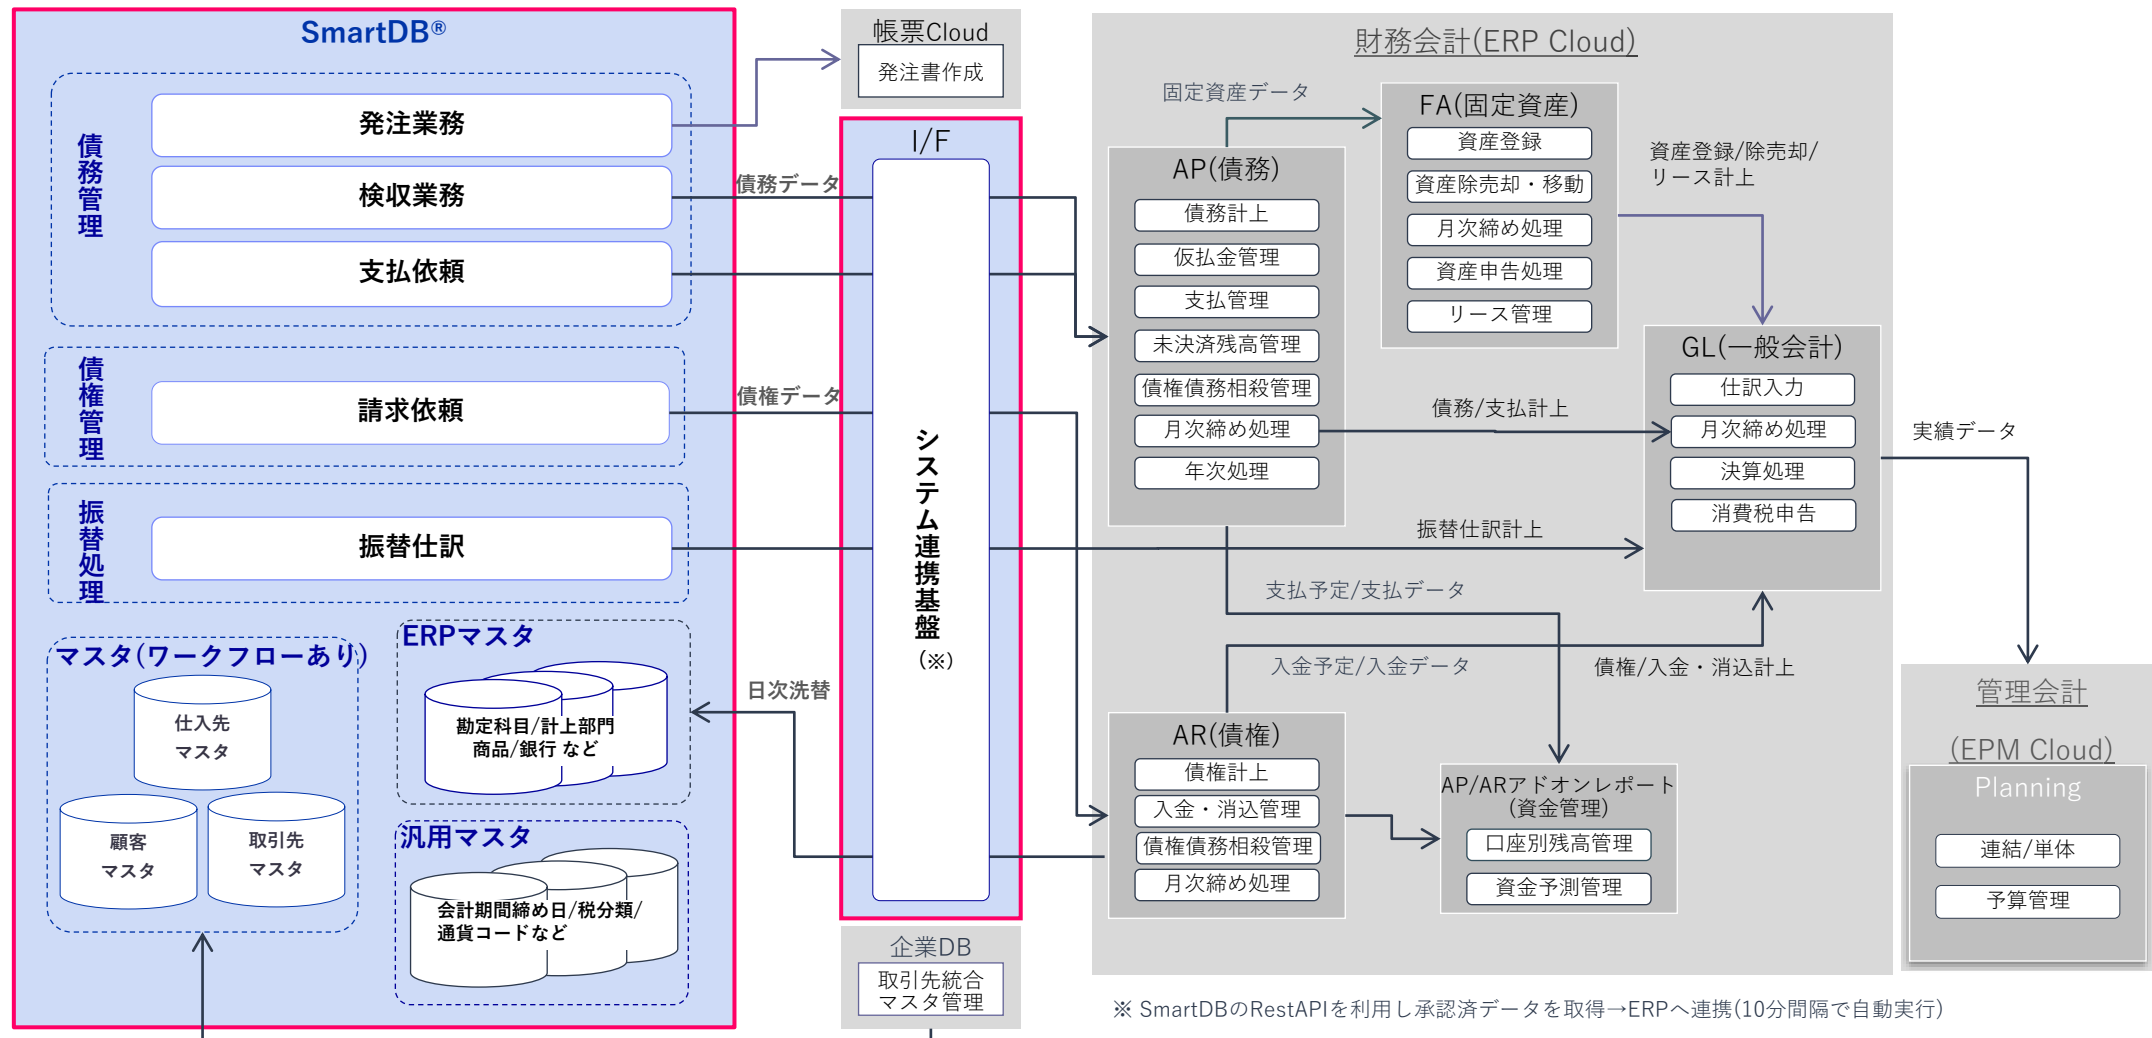 SmartDB®
債務管理
発注業務
検収業務
支払依頼
債権管理
請求依頼
振替処理
振替仕訳
マスタ(ワークフローあり)
仕入先
マスタ
顧客
マスタ
取引先
マスタ
ERPマスタ
勘定科目/計上部門
商品/銀行 など
汎用マスタ
会計期間締め日/税分類/
通貨コードなど
債務データ
債権データ
日次洗替
帳票Cloud
発注書作成
I/F
システム連携基盤
(※)
企業DB
取引先統合
マスタ管理
財務会計(ERP Cloud)
固定資産データ
AP(債務)
債務計上
仮払金管理
支払管理
未決済残高管理
債権債務相殺管理
月次締め処理
年次処理
FA(固定資産)
資産登録
資産除売却・移動
月次締め処理
資産申告処理
リース管理
資産登録/除売却/
リース計上
GL(一般会計)
仕訳入力
月次締め処理
決算処理
消費税申告
債務/支払計上
振替仕訳計上
支払予定/支払データ
入金予定/入金データ
債権/入金・消込計上
AR(債権)
債権計上
入金・消込管理
債権債務相殺管理
月次締め処理
AP/ARアドオンレポート
(資金管理)
口座別残高管理
資金予測管理
実績データ
管理会計
(EPM Cloud)
Planning
連結/単体
予算管理
※ SmartDBのRestAPIを利用し承認済データを取得→ERPへ連携(10分間隔で自動実行)